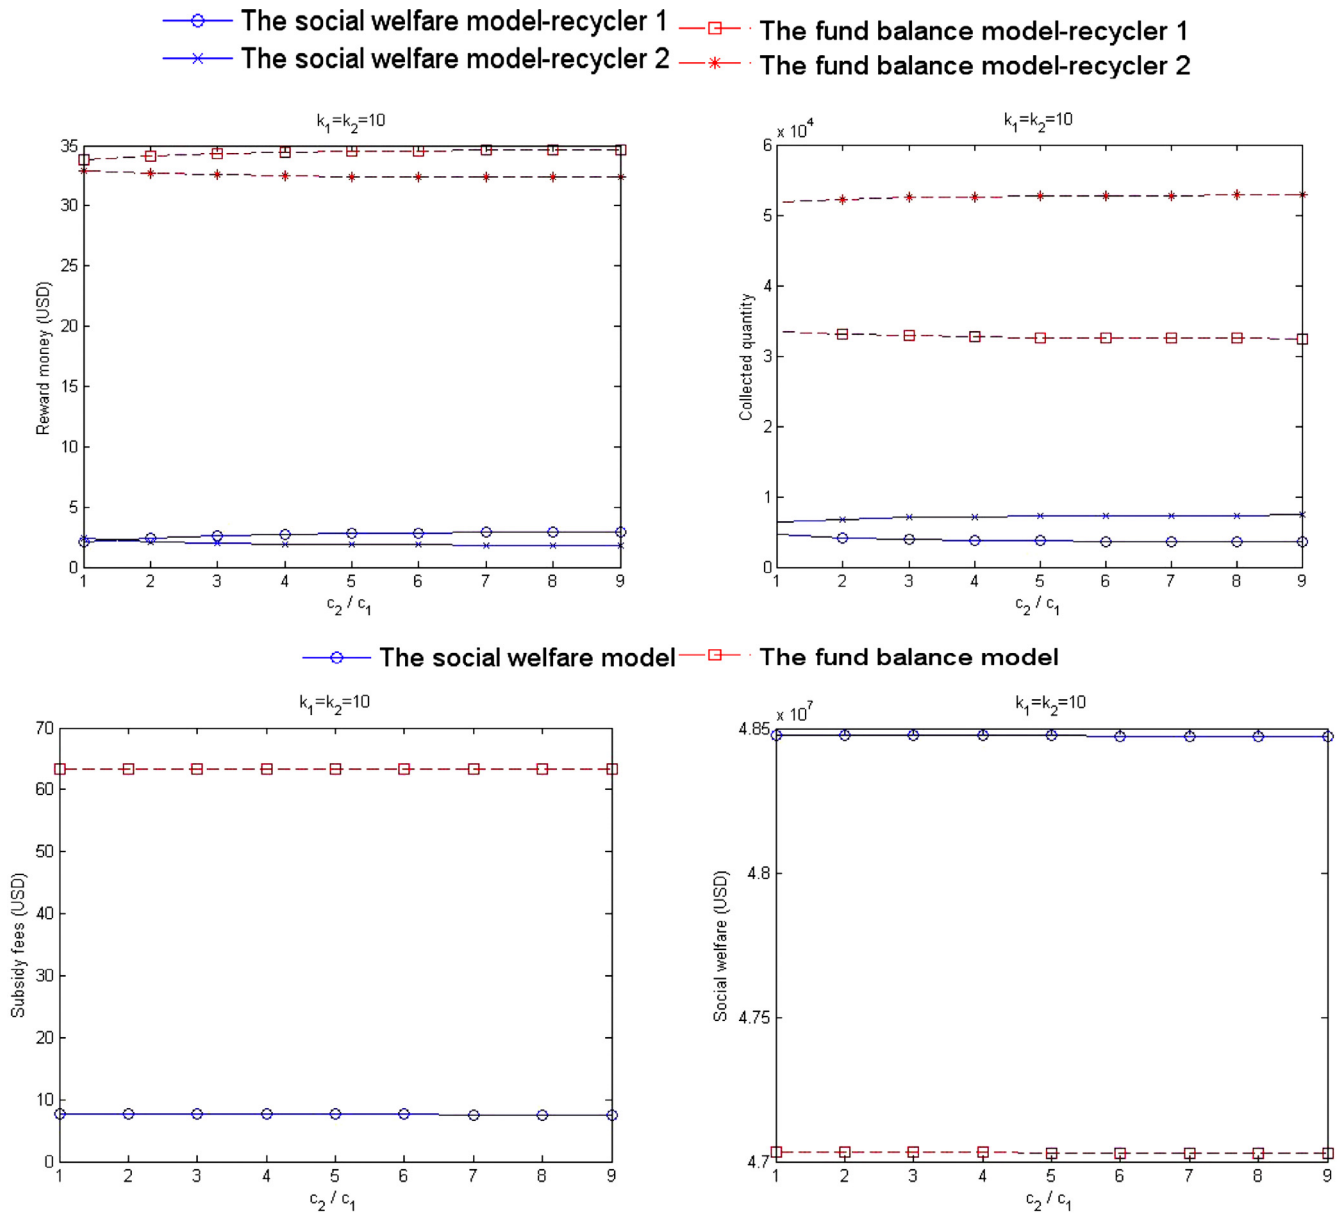 The social welfare model-recycler 1
The fund balance model-recycler 1
The social welfare model-recycler 2
The fund balance model-recycler 2
k1=k2=10
35
30
25
20
15
10
5
0
Reward money (USD)
1 2 3 4 5 6 7 8 9
c2 / c1
k1=k2=10
x 10^4
6
5
4
3
2
1
0
Collected quantity
1 2 3 4 5 6 7 8 9
c2 / c1
The social welfare model
The fund balance model
k1=k2=10
70
60
50
40
30
20
10
0
Subsidy fees (USD)
1 2 3 4 5 6 7 8 9
c2 / c1
k1=k2=10
x 10^7
4.85
4.8
4.75
4.7
Social welfare (USD)
1 2 3 4 5 6 7 8 9
c2 / c1